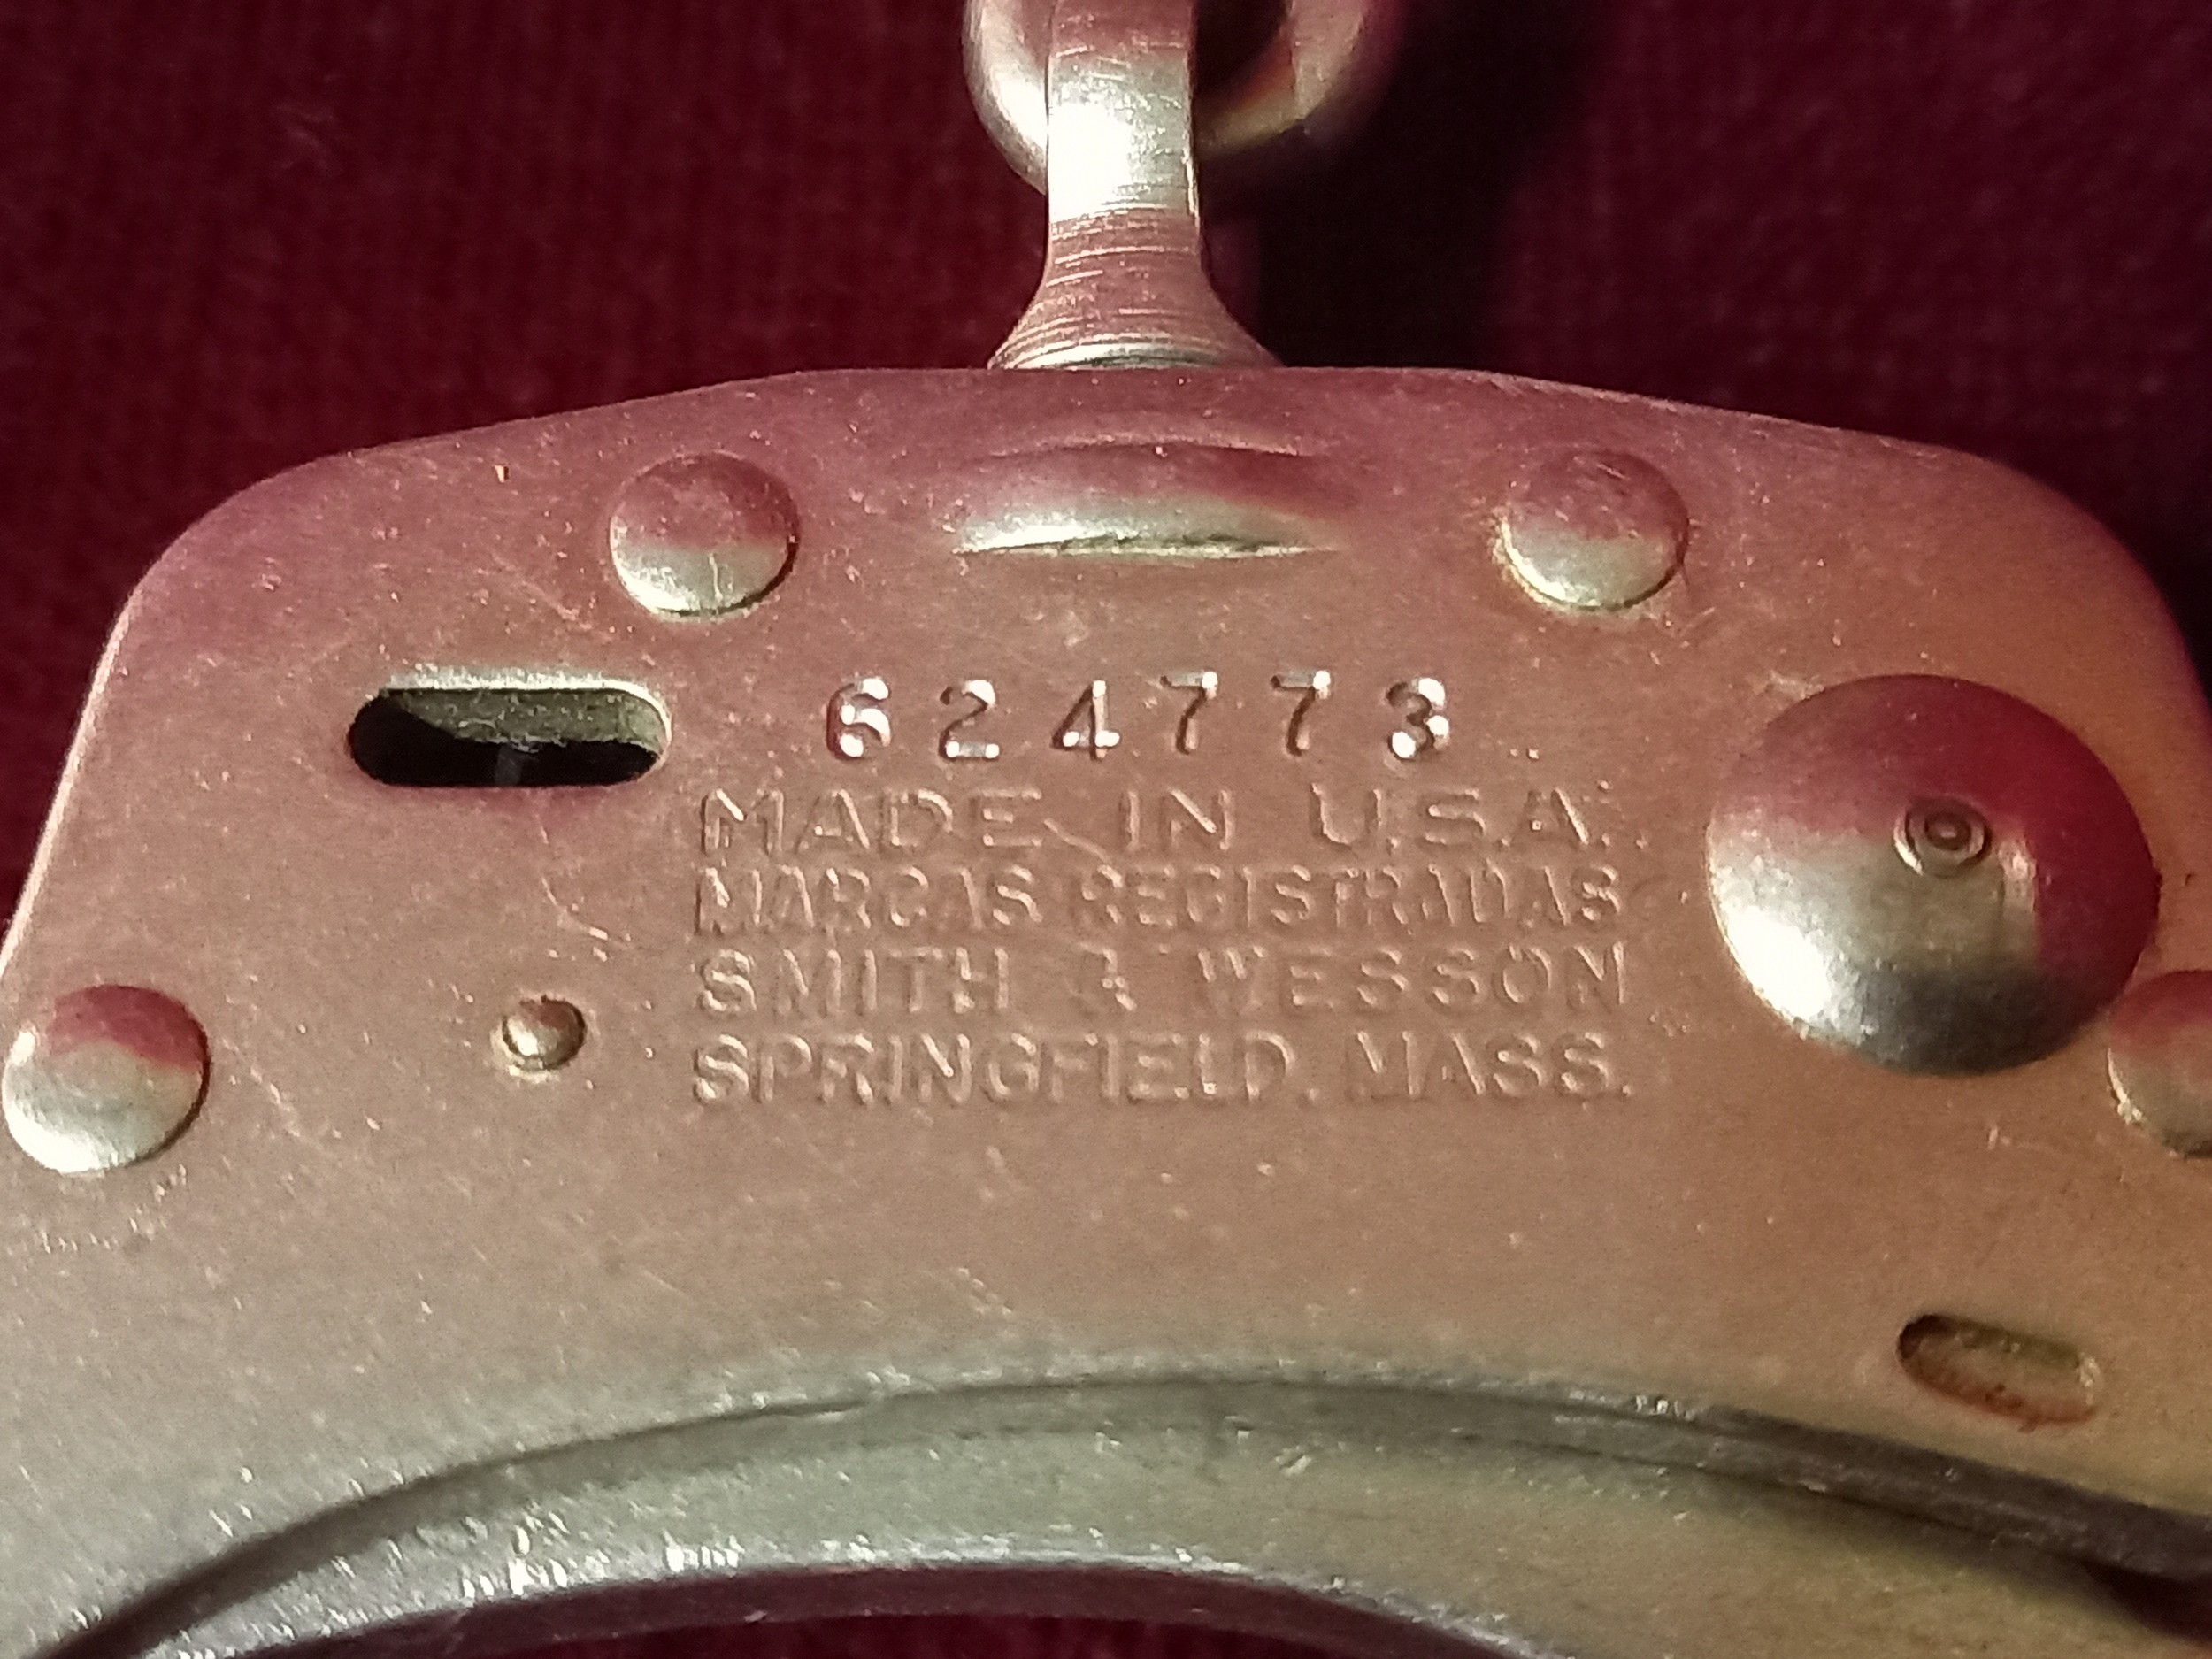 624773
MADE IN U.S.A.
MARCAS REGISTRADAS
SMITH & WESSON
SPRINGFIELD, MASS.